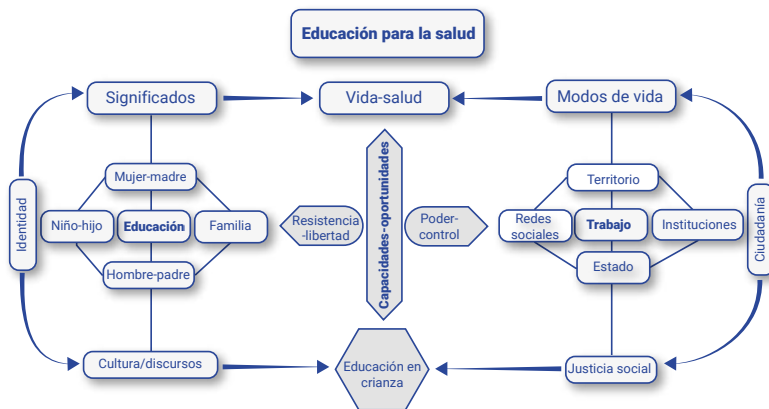 Educación para la salud
Significados
Vida-salud
Modos de vida
Identidad
Mujer-madre
Niño-hijo
Educación
Familia
Hombre-padre
Cultura/discursos
Resistencia
-libertad
Capacidades-oportunidades
Poder-
control
Educación en
crianza
Territorio
Redes
sociales
Trabajo
Instituciones
Estado
Justicia social
Ciudadanía